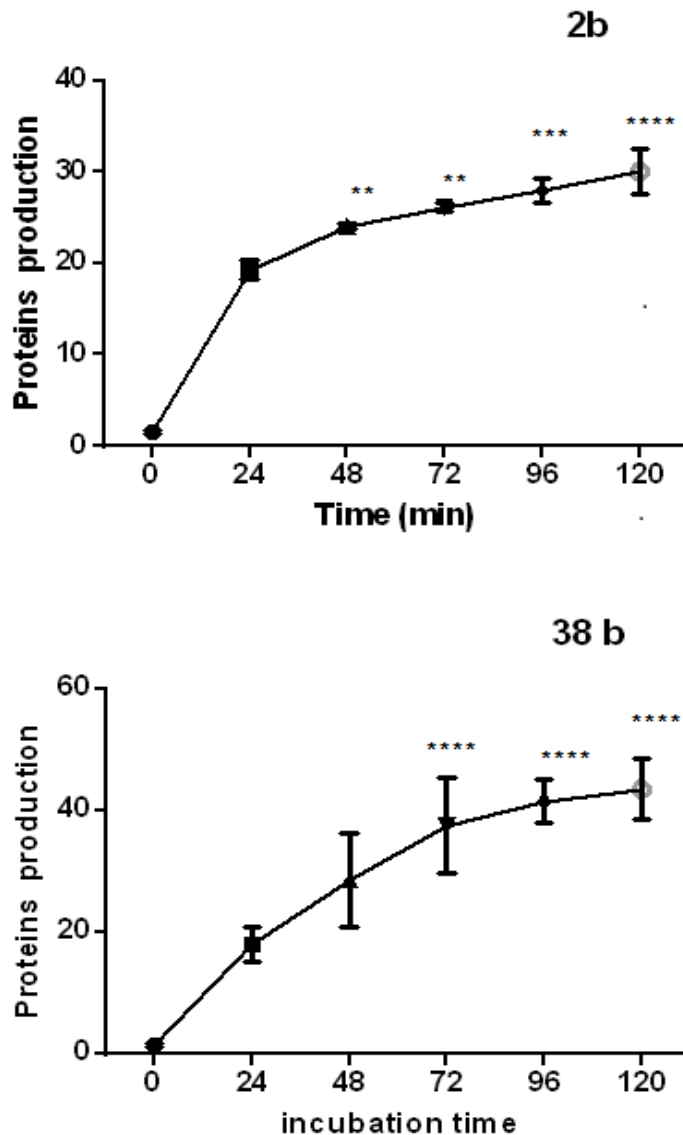 2b
Proteins production
40
30
20
10
0
**
**
***
****
0 24 48 72 96 120
Time (min)
38 b
Proteins production
60
40
20
0
****
****
****
0 24 48 72 96 120
incubation time